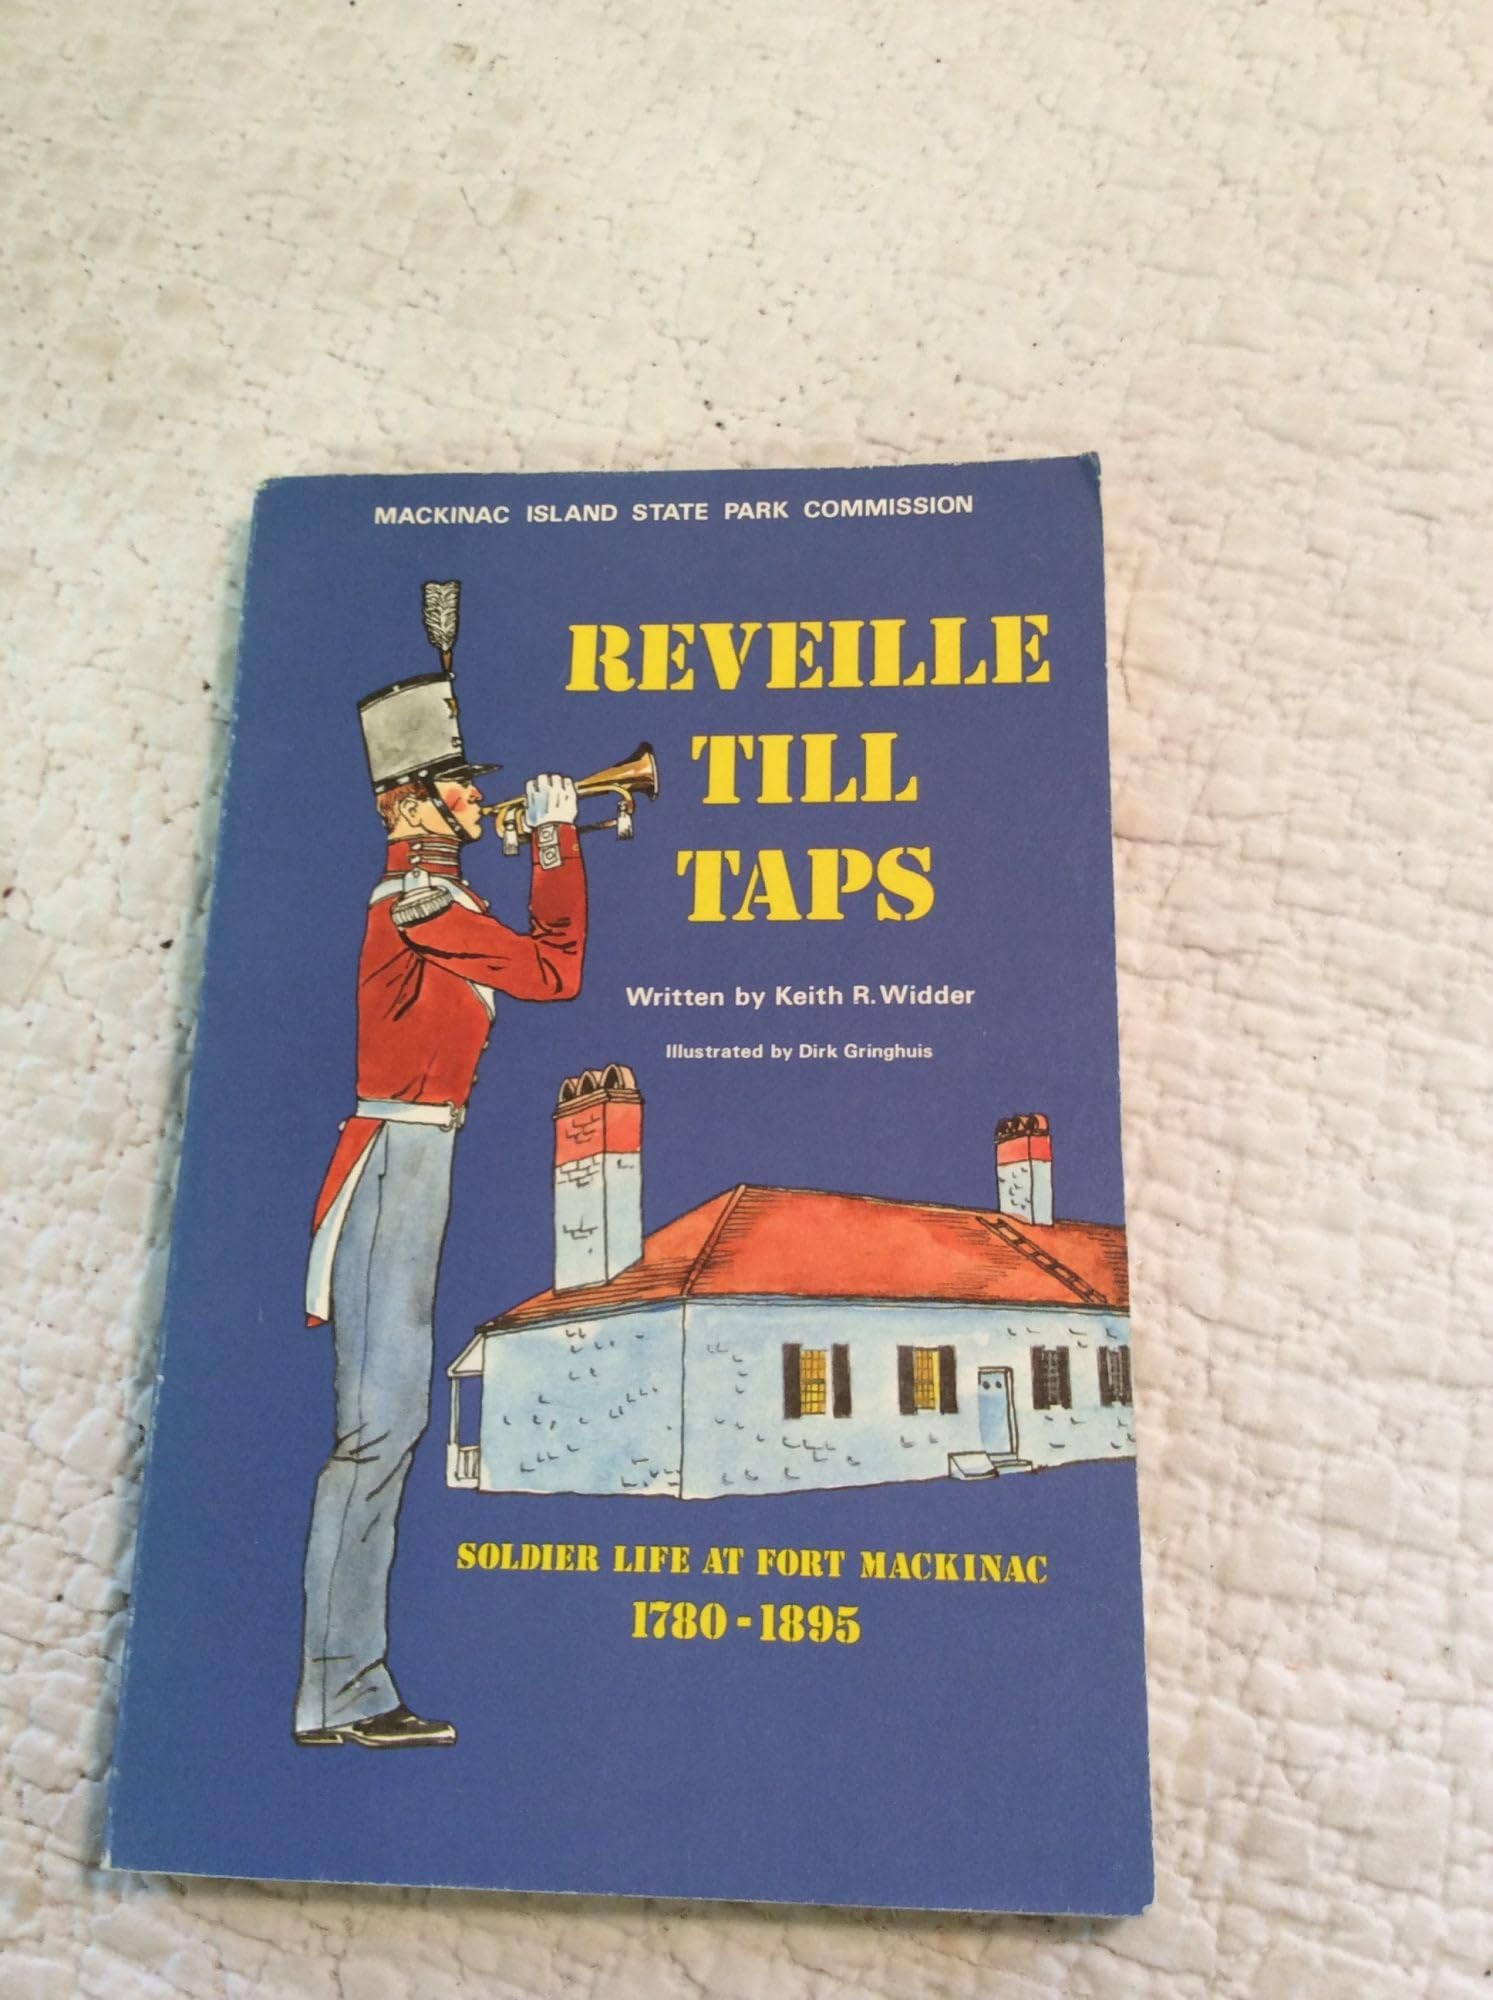 MACKINAC ISLAND STATE PARK COMMISSION
REVEILLE
TILL
TAPS
Written by Keith R. Widder
Illustrated by Dirk Gringhuis
SOLDIER LIFE AT FORT MACKINAC
1780-1895